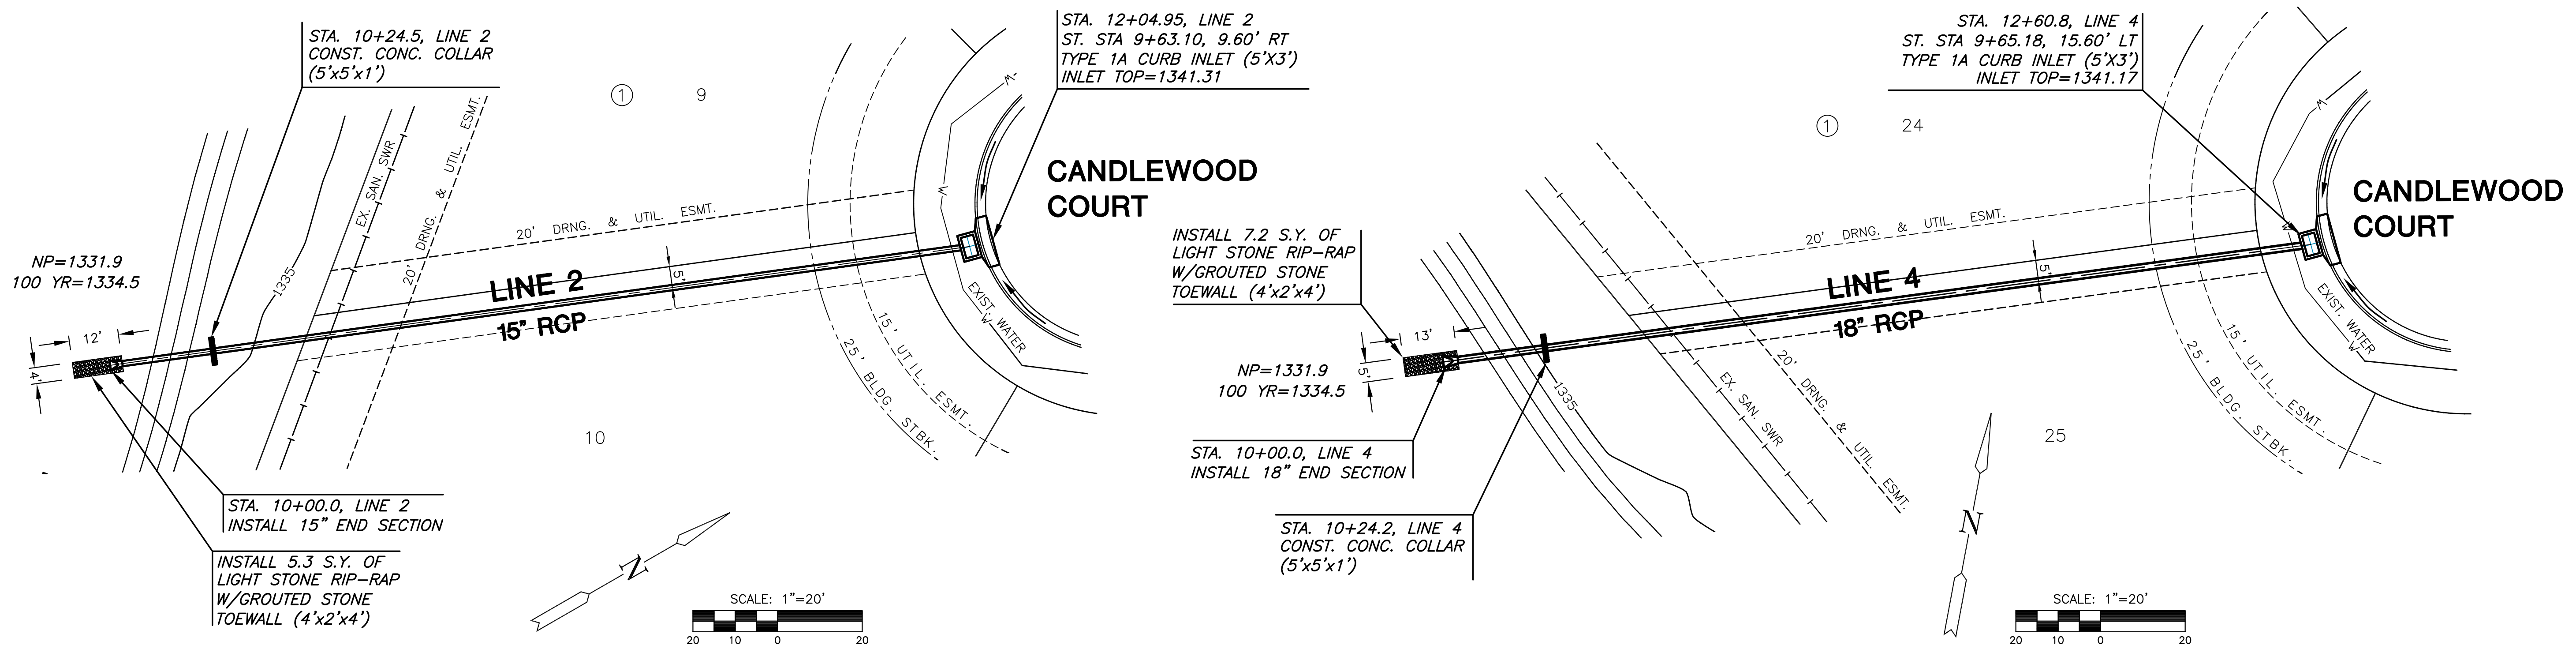 STA. 10+24.5, LINE 2
CONST. CONC. COLLAR
(5'x5'x1')
STA. 12+04.95, LINE 2
ST. STA 9+63.10, 9.60' RT
TYPE 1A CURB INLET (5'X3')
INLET TOP=1341.31
1
9
EX. SAN. SWR
20' DRNG. & UTIL. ESMT.
20' DRNG. & UTIL. ESMT.
W
W
CANDLEWOOD
COURT
NP=1331.9
100 YR=1334.5
1335
LINE 2
15" RCP
5'
EXIST. WATER
W
12'
4'
15' UTIL. ESMT.
25' BLDG. STBK.
10
STA. 10+00.0, LINE 2
INSTALL 15" END SECTION
INSTALL 5.3 S.Y. OF
LIGHT STONE RIP-RAP
W/GROUTED STONE
TOEWALL (4'x2'x4')
N
SCALE: 1"=20'
20 10 0 20
STA. 12+60.8, LINE 4
ST. STA 9+65.18, 15.60' LT
TYPE 1A CURB INLET (5'X3')
INLET TOP=1341.17
1
24
W
W
CANDLEWOOD
COURT
INSTALL 7.2 S.Y. OF
LIGHT STONE RIP-RAP
W/GROUTED STONE
TOEWALL (4'x2'x4')
20' DRNG. & UTIL. ESMT.
LINE 4
18" RCP
5'
EXIST. WATER
W
13'
5'
NP=1331.9
100 YR=1334.5
1335
EX. SAN. SWR
20' DRNG. & UTIL. ESMT.
15' UTIL. ESMT.
25' BLDG. STBK.
25
STA. 10+00.0, LINE 4
INSTALL 18" END SECTION
STA. 10+24.2, LINE 4
CONST. CONC. COLLAR
(5'x5'x1')
N
SCALE: 1"=20'
20 10 0 20